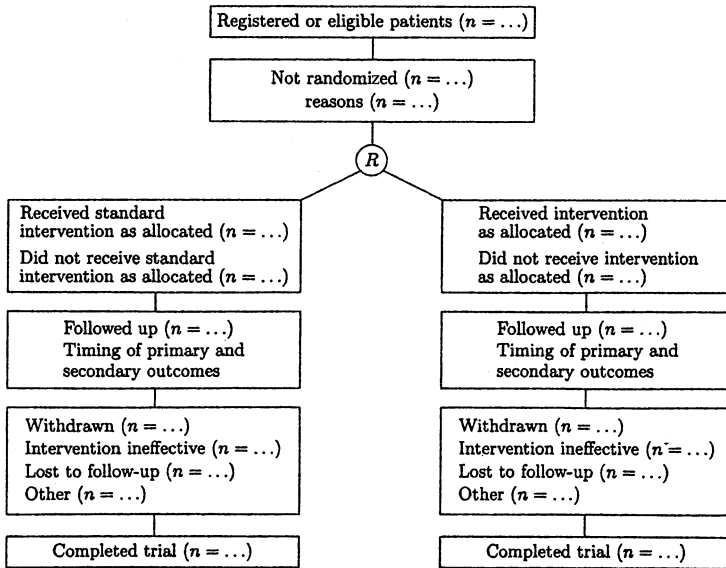 Registered or eligible patients (n = ...)
Not randomized (n = ...)
reasons (n = ...)
R
Received standard
intervention as allocated (n = ...)
Did not receive standard
intervention as allocated (n = ...)
Received intervention
as allocated (n = ...)
Did not receive intervention
as allocated (n = ...)
Followed up (n = ...)
Timing of primary and
secondary outcomes
Followed up (n = ...)
Timing of primary and
secondary outcomes
Withdrawn (n = ...)
Intervention ineffective (n = ...)
Lost to follow-up (n = ...)
Other (n = ...)
Withdrawn (n = ...)
Intervention ineffective (n = ...)
Lost to follow-up (n = ...)
Other (n = ...)
Completed trial (n = ...)
Completed trial (n = ...)